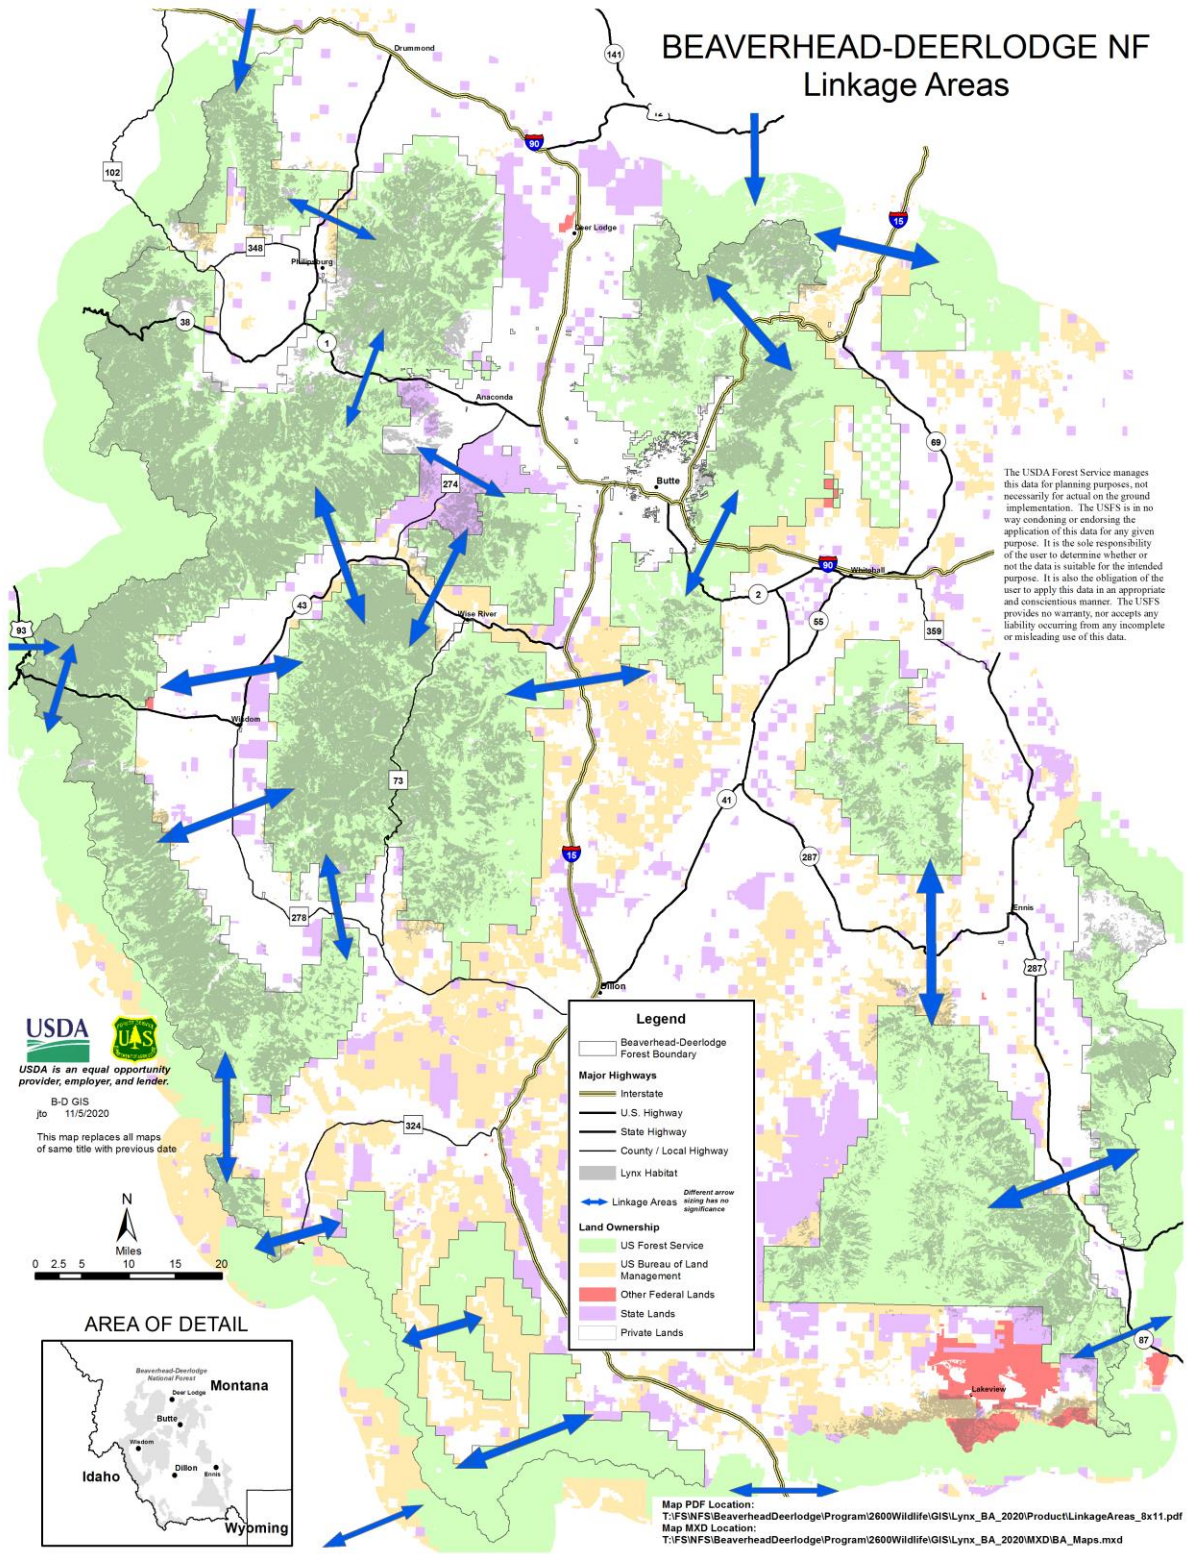 BEAVERHEAD-DEERLODGE NF
Linkage Areas
Drummond
141
90
102
15
Deer Lodge
348
Philipsburg
38
1
Anaconda
69
274
Butte
The USDA Forest Service manages
this data for planning purposes, not
necessarily for actual on the ground
implementation. The USFS is in no
way condoning or endorsing the
application of this data for any given
purpose. It is the sole responsibility
of the user to determine whether or
not the data is suitable for the intended
purpose. It is also the obligation of the
user to apply this data in an appropriate
and conscientious manner. The USFS
provides no warranty, nor accepts any
liability occurring from any incomplete
or misleading use of this data.
90
Whitehall
43
2
Wise River
55
93
359
Wisdom
73
41
15
287
278
Ennis
287
Dillon
USDA
USDA is an equal opportunity
provider, employer, and lender.
B-D GIS
jto 11/5/2020
This map replaces all maps
of same title with previous date
324
N
Miles
0 2.5 5 10 15 20
Legend
Beaverhead-Deerlodge
Forest Boundary
Major Highways
Interstate
U.S. Highway
State Highway
County / Local Highway
Lynx Habitat
Linkage Areas
Different arrow
sizing has no
significance
Land Ownership
US Forest Service
US Bureau of Land
Management
Other Federal Lands
State Lands
Private Lands
87
Lakeview
AREA OF DETAIL
Beaverhead-Deerlodge
National Forest
Montana
Deer Lodge
Butte
Wisdom
Idaho
Dillon
Ennis
Wyoming
Map PDF Location:
T:\FS\NFS\BeaverheadDeerlodge\Program\2600Wildlife\GIS\Lynx_BA_2020\Product\LinkageAreas_8x11.pdf
Map MXD Location:
T:\FS\NFS\BeaverheadDeerlodge\Program\2600Wildlife\GIS\Lynx_BA_2020\MXD\BA_Maps.mxd